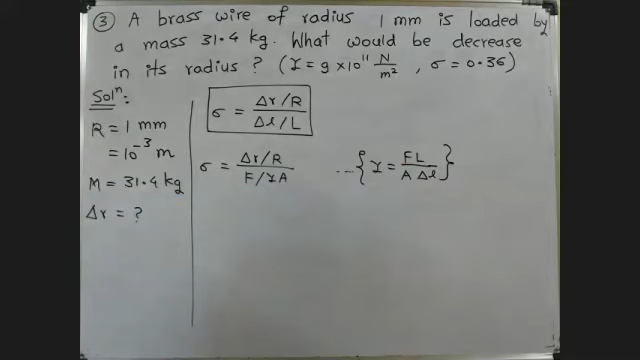 ③ A brass wire of radius 1 mm is loaded by
a mass 31.4 kg. What would be decrease
in its radius ? (Y = 9 × 10¹¹ N/m² , σ = 0.36)
Solⁿ:
R = 1 mm
= 10⁻³ m
M = 31.4 kg
Δr = ?
σ = (Δr/R) / (Δl/L)
σ = (Δr/R) / (F/YA) ... { Y = FL / A Δl }